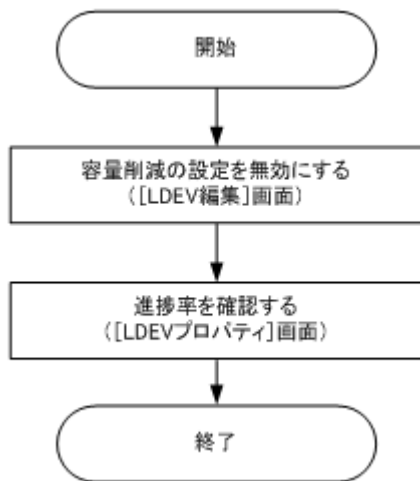 開始
容量削減の設定を無効にする
（[LDEV編集]画面）
進捗率を確認する
（[LDEVプロパティ]画面）
終了